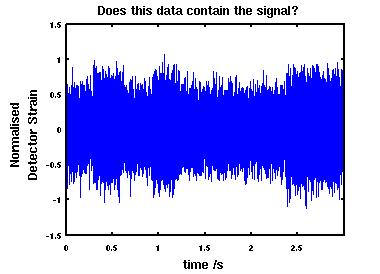 Does this data contain the signal?
1.5
1
0.5
0
-0.5
-1
-1.5
Normalised
Detector Strain
0 0.5 1 1.5 2 2.5
time /s